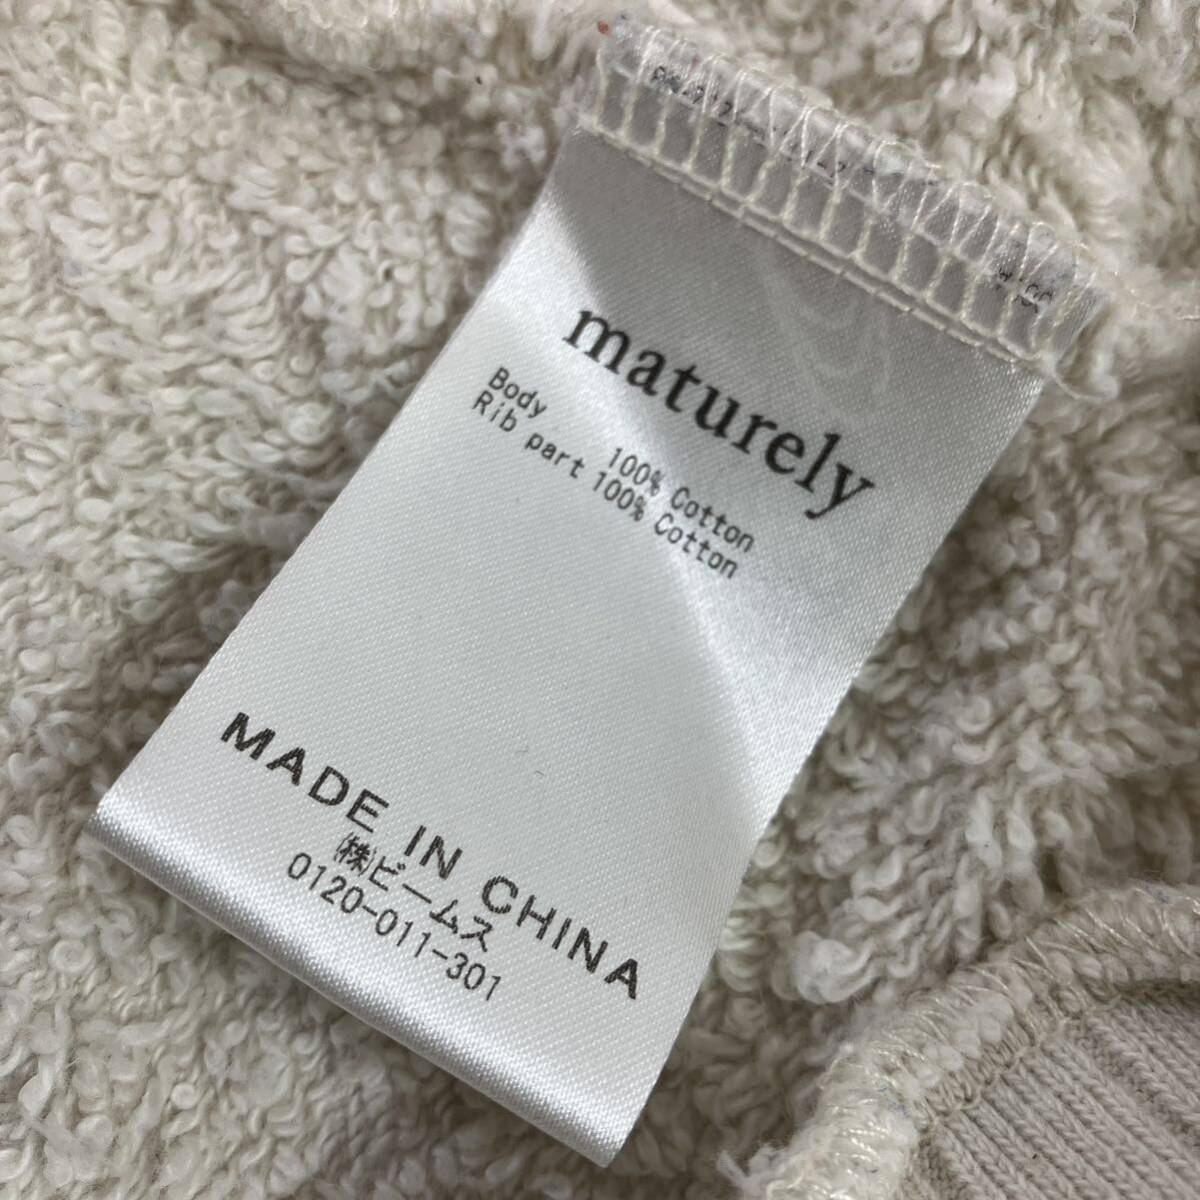 maturely
Body 100% Cotton
Rib part 100% Cotton
MADE IN CHINA
㈱ビームス
0120-011-301